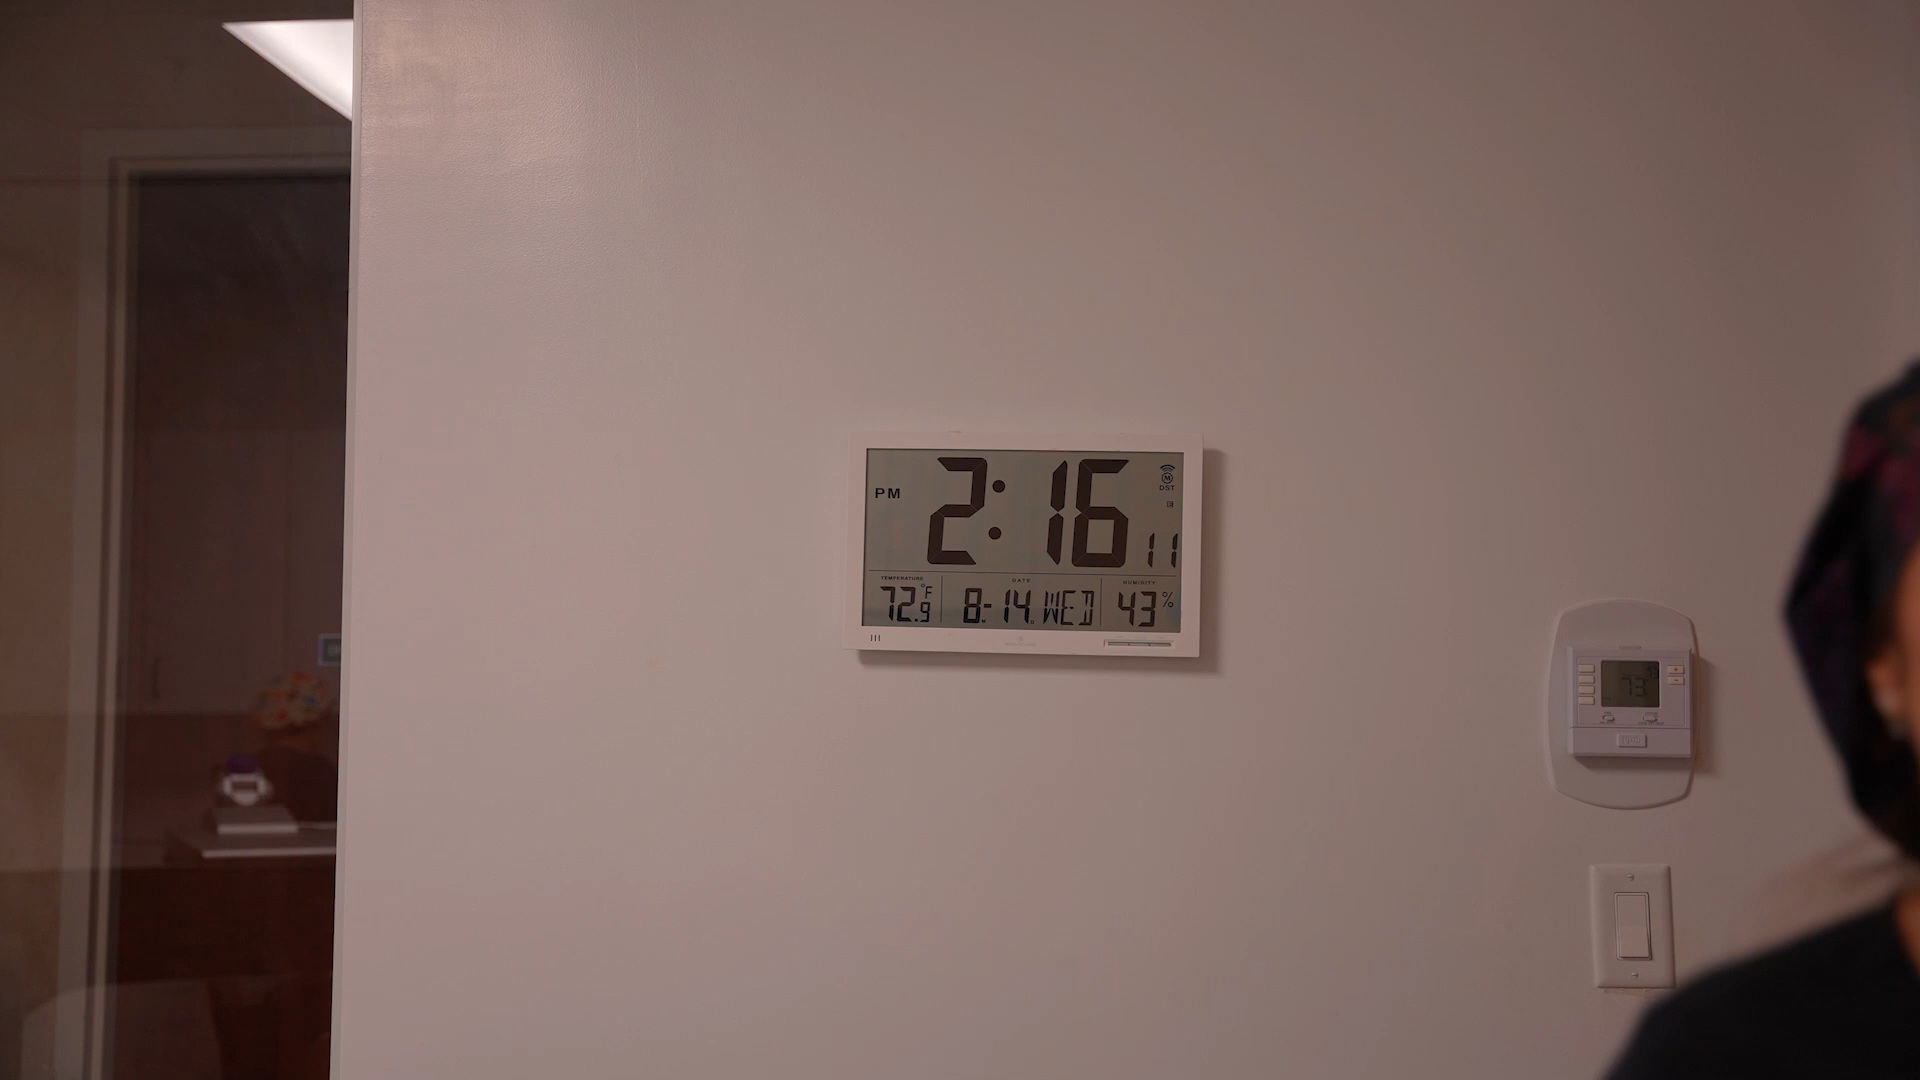 PM 2:16 11
DST
TEMPERATURE
72.9 °F
DATE
8-14 WED
HUMIDITY
43%
73